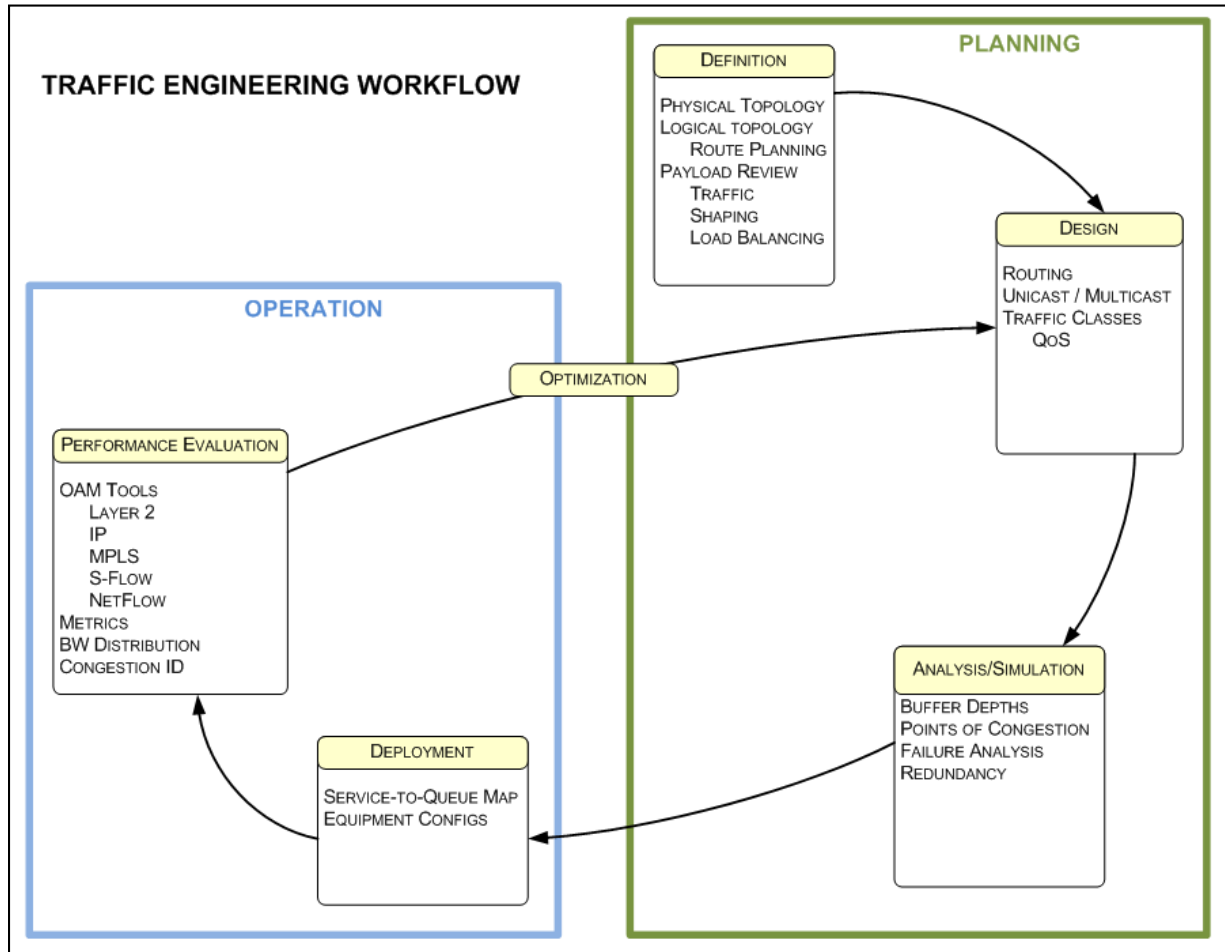 TRAFFIC ENGINEERING WORKFLOW
PLANNING
DEFINITION
PHYSICAL TOPOLOGY
LOGICAL TOPOLOGY
ROUTE PLANNING
PAYLOAD REVIEW
TRAFFIC
SHAPING
LOAD BALANCING
DESIGN
ROUTING
UNICAST / MULTICAST
TRAFFIC CLASSES
QOS
OPERATION
OPTIMIZATION
PERFORMANCE EVALUATION
OAM TOOLS
LAYER 2
IP
MPLS
S-FLOW
NETFLOW
METRICS
BW DISTRIBUTION
CONGESTION ID
ANALYSIS/SIMULATION
BUFFER DEPTHS
POINTS OF CONGESTION
FAILURE ANALYSIS
REDUNDANCY
DEPLOYMENT
SERVICE-TO-QUEUE MAP
EQUIPMENT CONFIGS